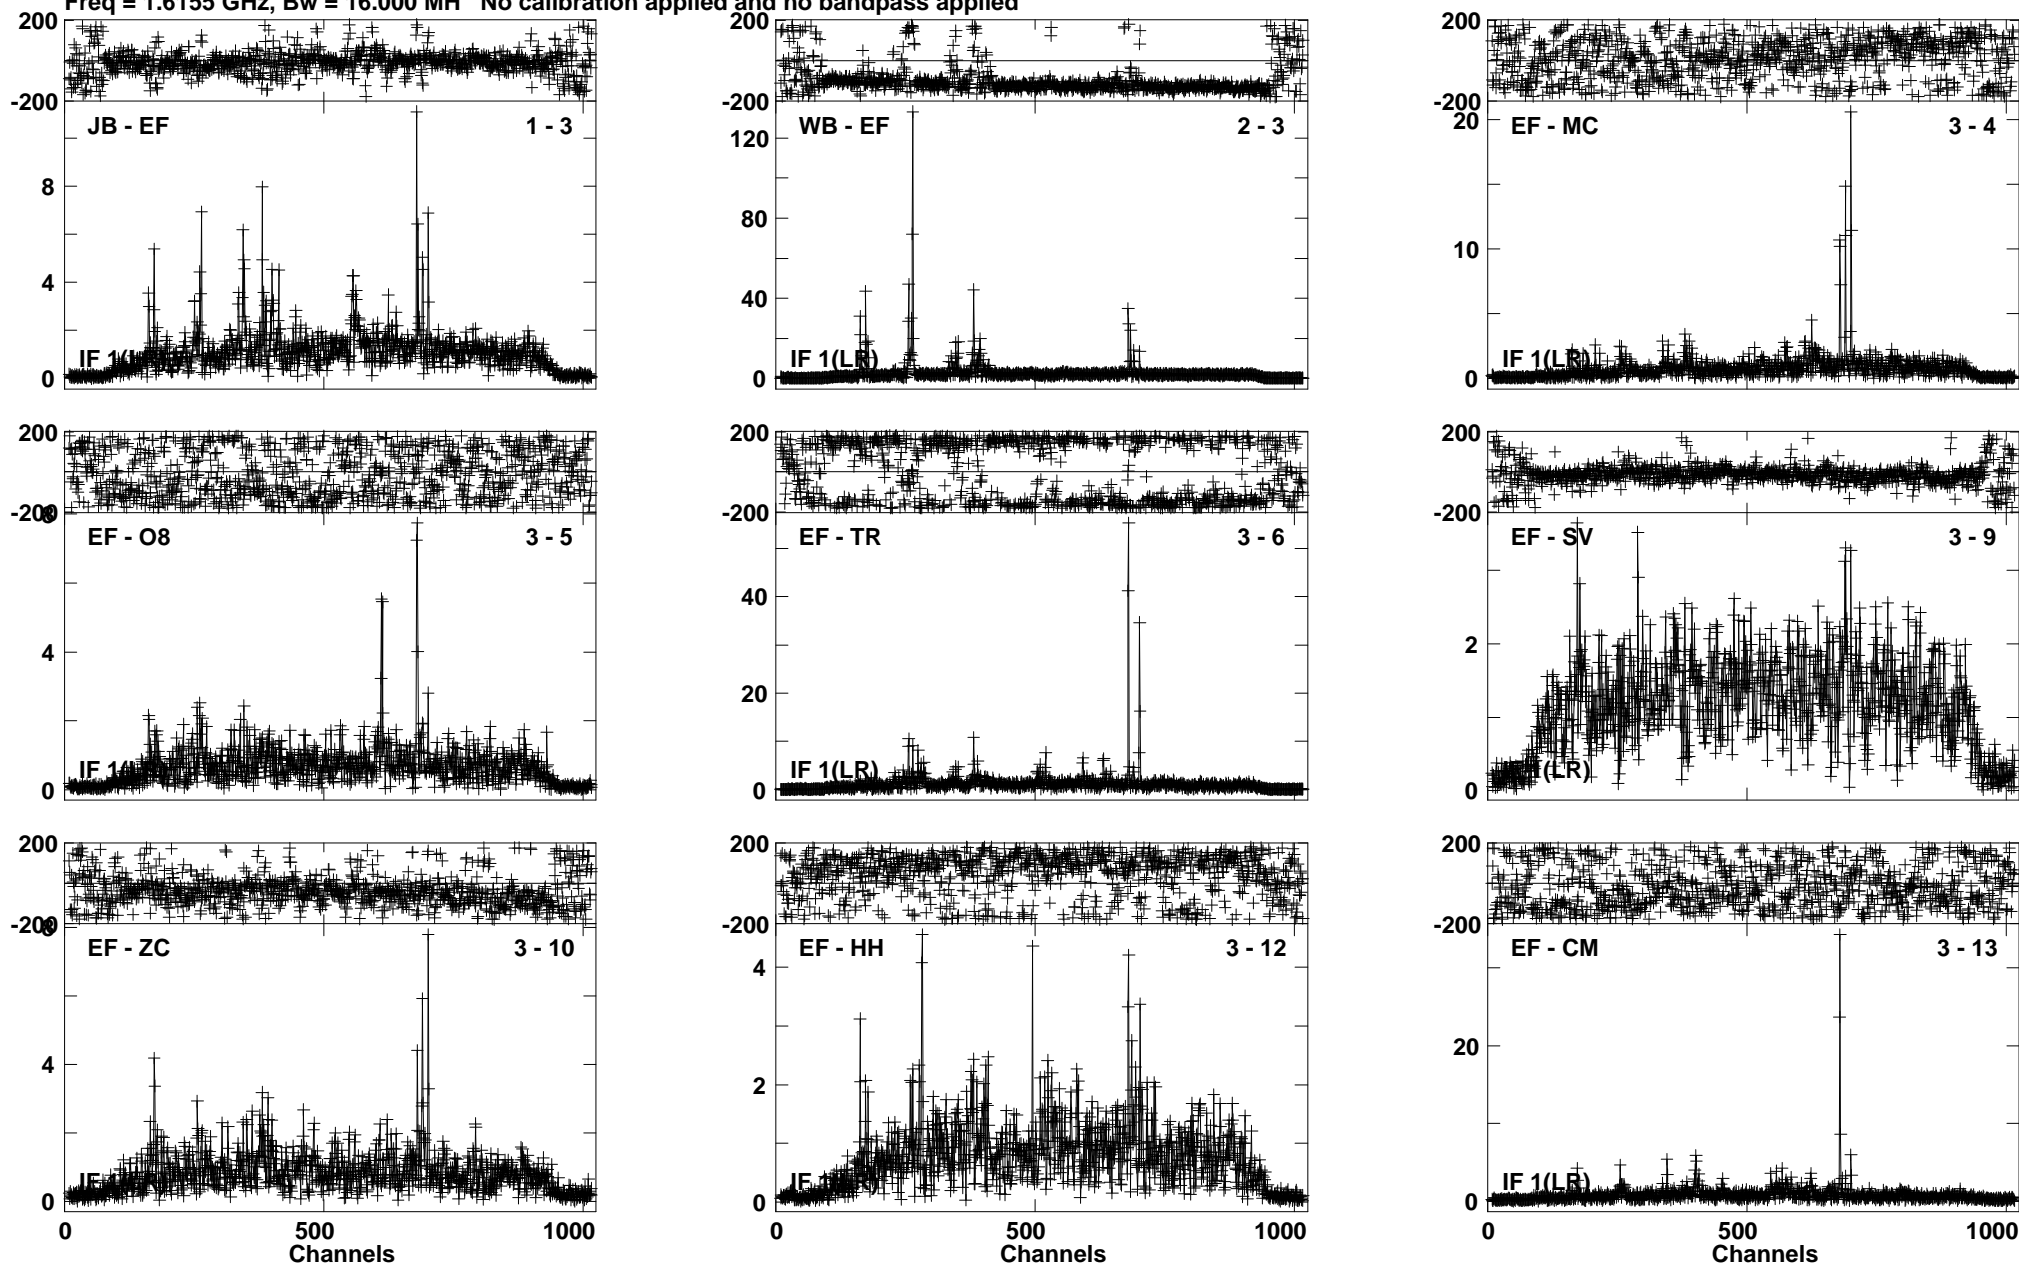 Freq = 1.6155 GHz, Bw = 16.000 MH No calibration applied and no bandpass applied
200 200 200
-200 -200 -200
JB - EF 1 - 3 WB - EF 2 - 3 EF - MC 3 - 4
120 20
8 80
10
4 40
IF 1(LR) IF 1(LR)
0 0 0
200 200 200
-200 -200 -200
8
EF - O8 3 - 5 EF - TR 3 - 6 EF - SV 3 - 9
40
4 2
20
IF 1(LR) (LR)
0 0 0
200 200 200
-200 -200 -200
8
EF - ZC 3 - 10 EF - HH 3 - 12 EF - CM 3 - 13
4
4 20
2
IF 1(LR)
0 0 0
0 500 1000 0 500 1000 0 500 1000
Channels Channels Channels